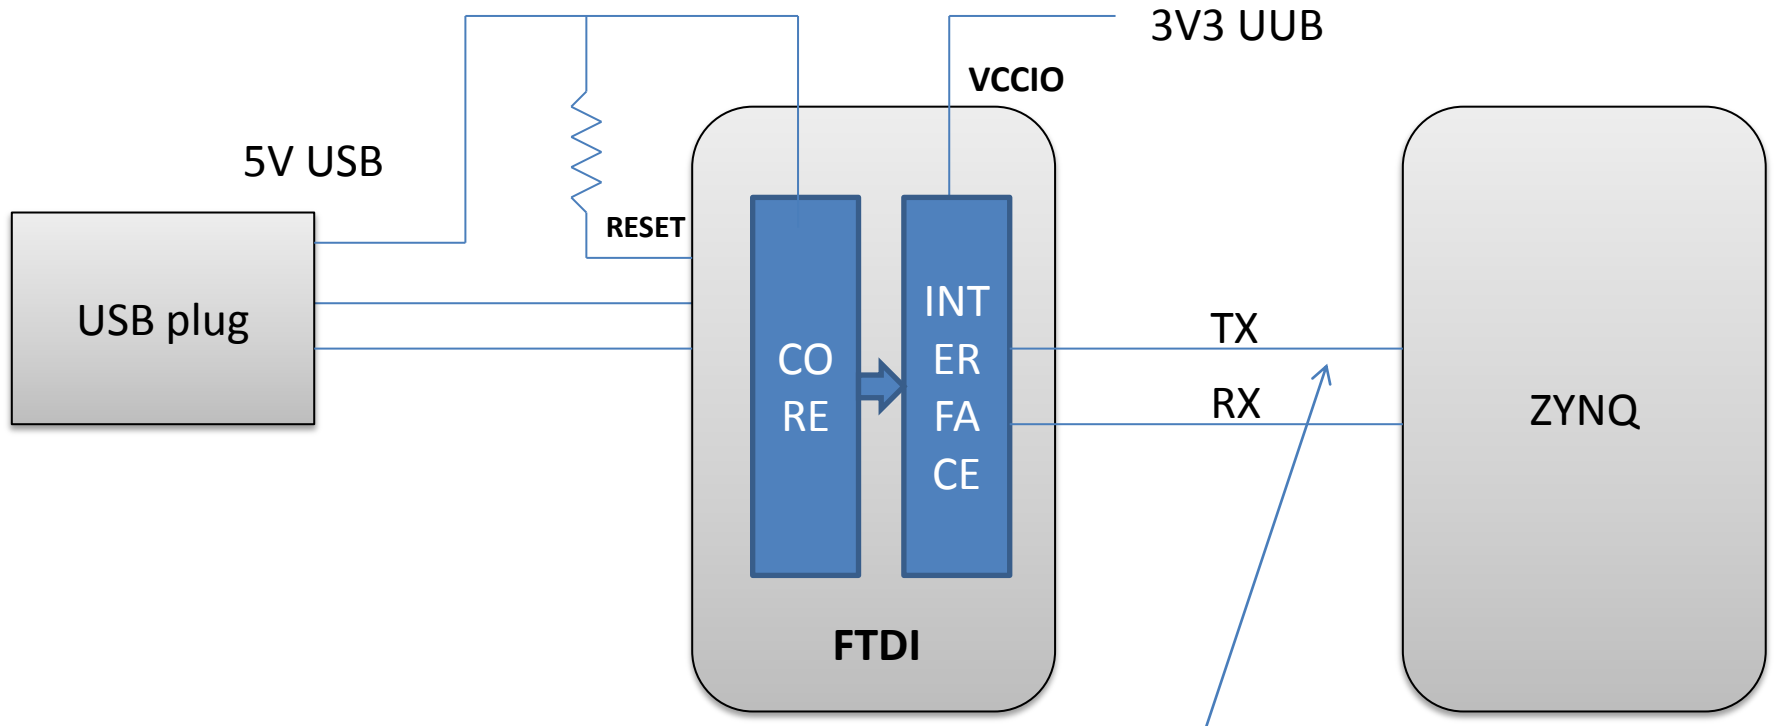 3V3 UUB
VCCIO
5V USB
RESET
USB plug
CO
RE
INT
ER
FA
CE
TX
RX
ZYNQ
FTDI